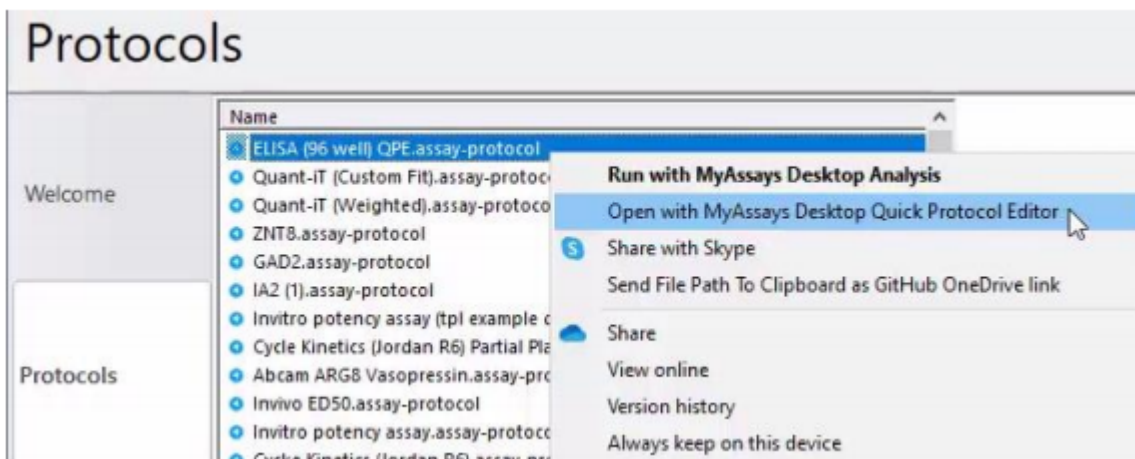 Protocols
Welcome
Protocols
Name
ELISA (96 well) QPE.assay-protocol
Quant-iT (Custom Fit).assay-protoc
Quant-iT (Weighted).assay-protoco
ZNT8.assay-protocol
GAD2.assay-protocol
IA2 (1).assay-protocol
Invitro potency assay (tpl example
Cycle Kinetics (Jordan R6) Partial Pla
Abcam ARG8 Vasopressin.assay-pro
Invivo ED50.assay-protocol
Invitro potency assay.assay-protoco
Run with MyAssays Desktop Analysis
Open with MyAssays Desktop Quick Protocol Editor
Share with Skype
Send File Path To Clipboard as GitHub OneDrive link
Share
View online
Version history
Always keep on this device